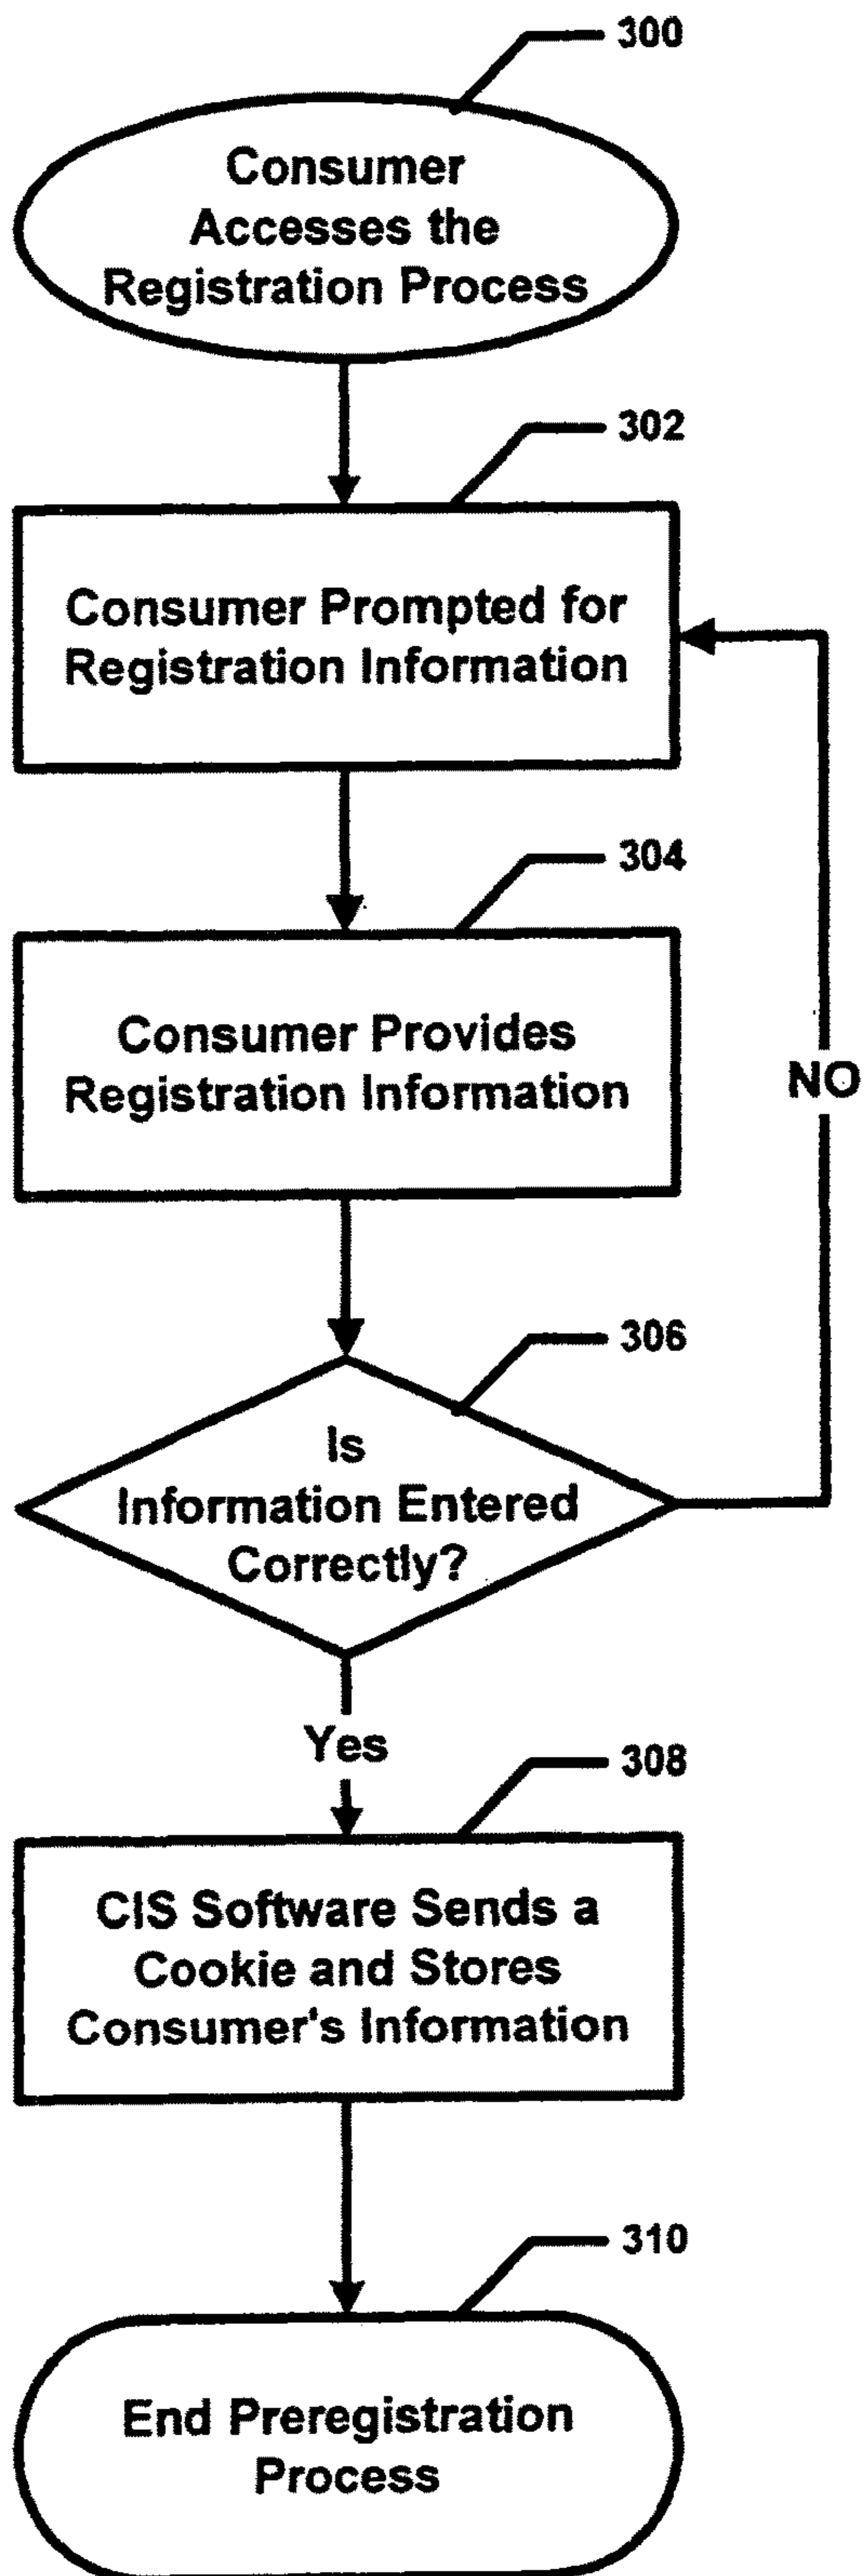 300
Consumer
Accesses the
Registration Process
302
Consumer Prompted for
Registration Information
304
Consumer Provides
Registration Information
NO
306
Is
Information Entered
Correctly?
Yes
308
CIS Software Sends a
Cookie and Stores
Consumer's Information
310
End Preregistration
Process